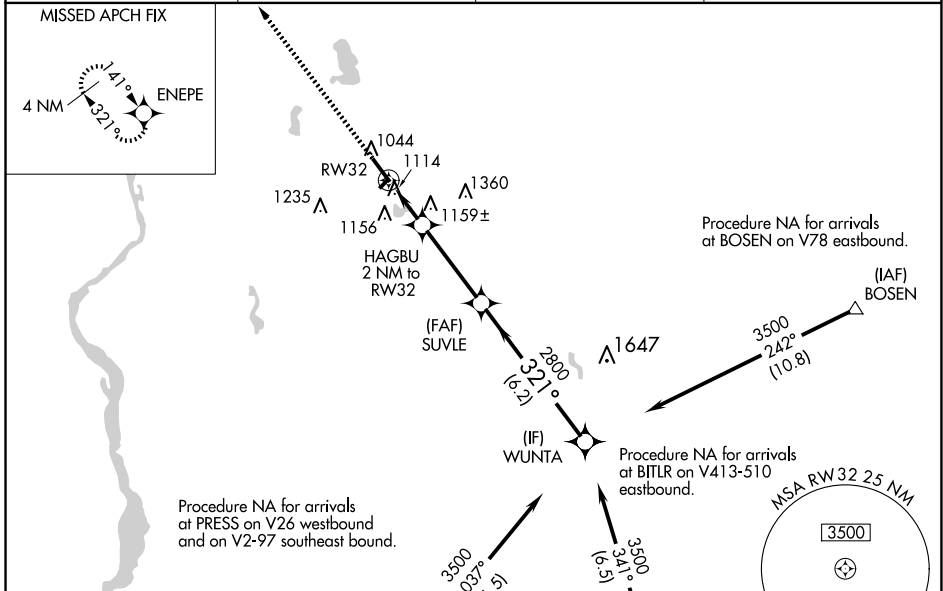 MISSED APCH FIX
4 NM
141°
321°
ENEPE
1044
RW32
1114
1360
1235
1156
1159±
HAGBU
2 NM to
RW32
Procedure NA for arrivals
at BOSEN on V78 eastbound.
(IAF)
BOSEN
(FAF)
SUVLE
3500
242°
(10.8)
1647
2800
321°
(6.2)
(IF)
WUNTA
Procedure NA for arrivals
at BITLR on V413-510
eastbound.
Procedure NA for arrivals
at PRESS on V26 westbound
and on V2-97 southeast bound.
3500
037°
3500
341°
(6.5)
MSA RW32 25 NM
3500